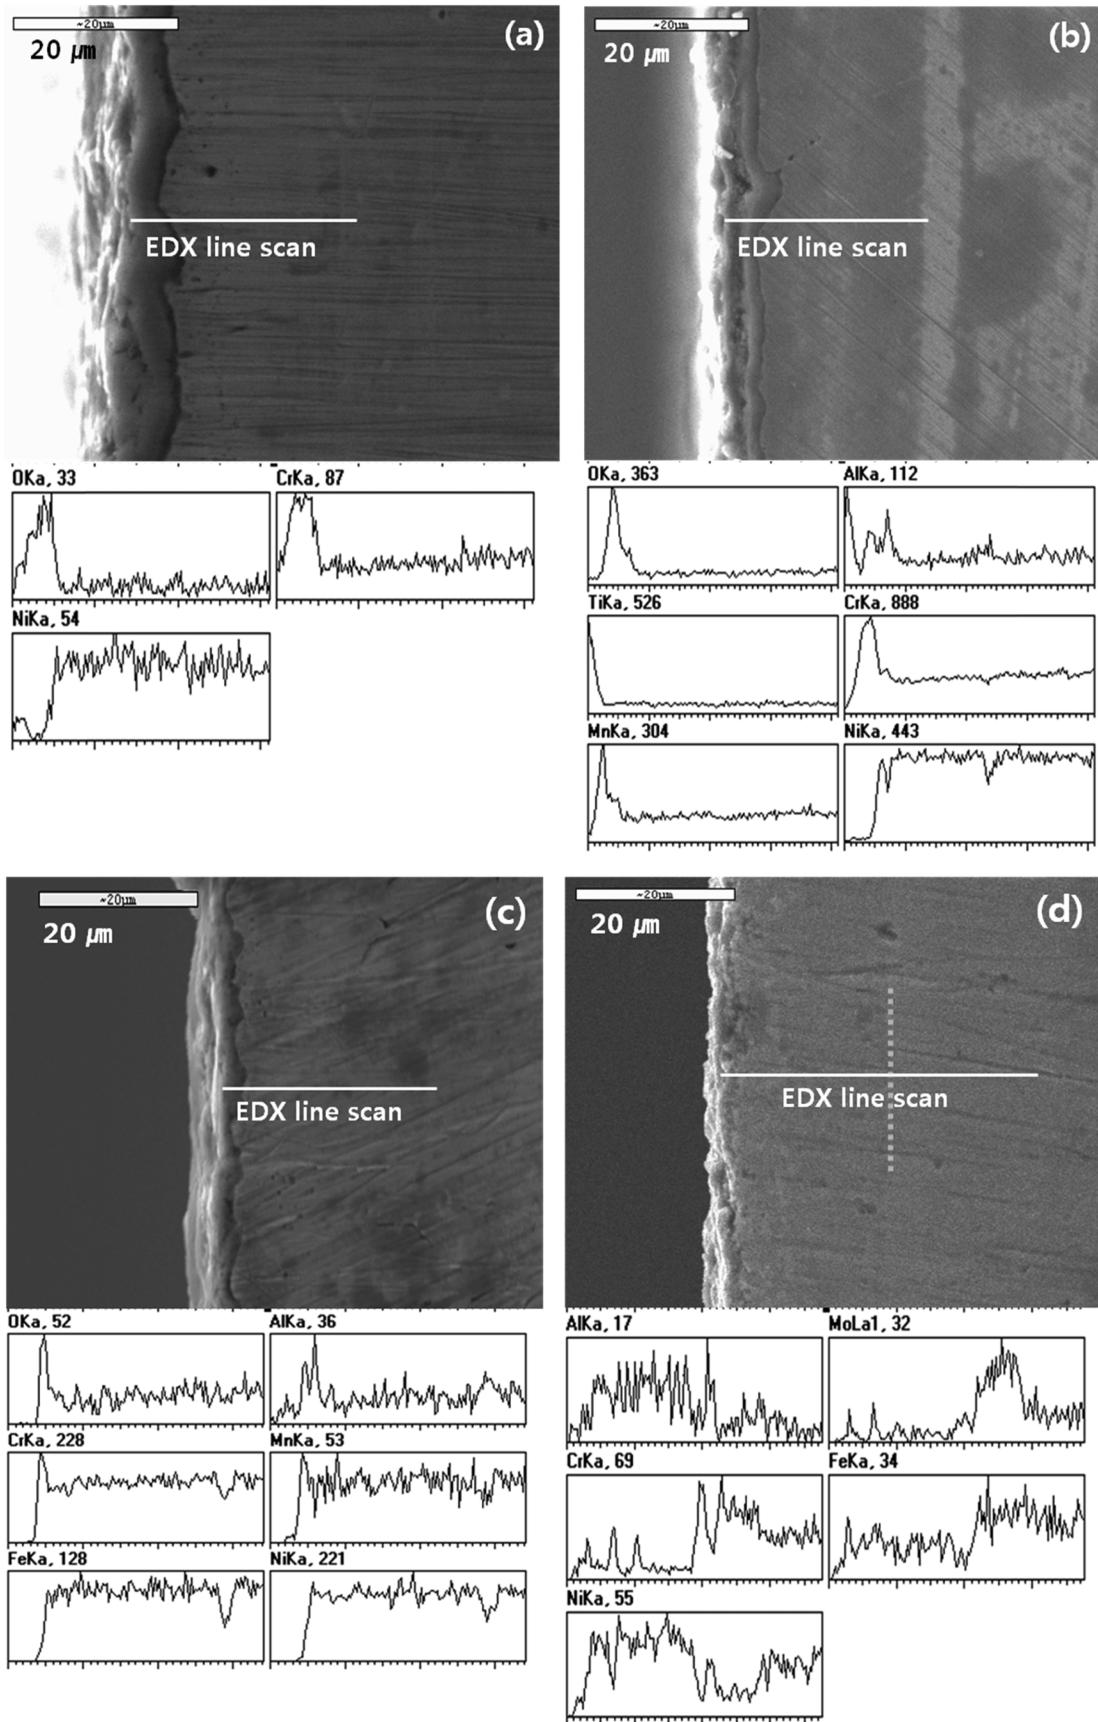 ~20µm
20 ㎛
(a)
EDX line scan
~20µm
20 ㎛
(b)
EDX line scan
OKa, 33
CrKa, 87
NiKa, 54
OKa, 363
AlKa, 112
TiKa, 526
CrKa, 888
MnKa, 304
NiKa, 443
~20µm
20 ㎛
(c)
EDX line scan
~20µm
20 ㎛
(d)
EDX line scan
OKa, 52
AlKa, 36
CrKa, 228
MnKa, 53
FeKa, 128
NiKa, 221
AlKa, 17
MoLa1, 32
CrKa, 69
FeKa, 34
NiKa, 55